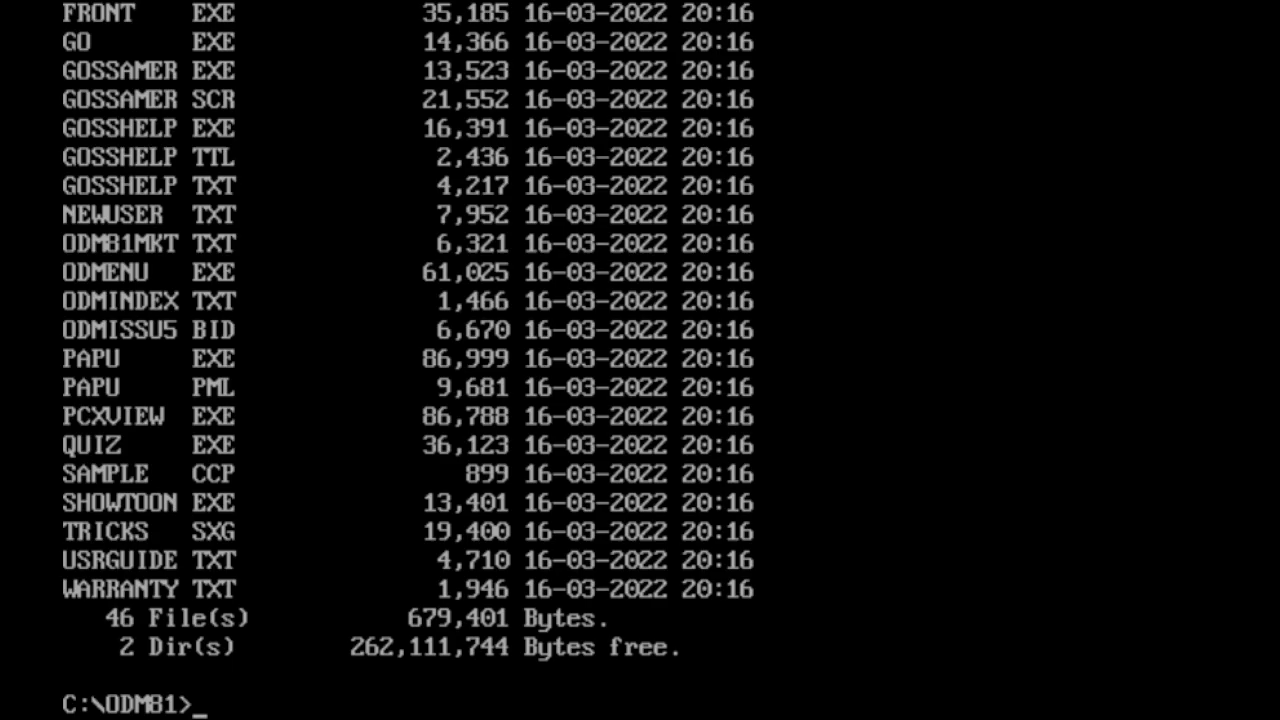 FRONT    EXE             35,185 16-03-2022 20:16
GO       EXE             14,366 16-03-2022 20:16
GOSSAMER EXE             13,523 16-03-2022 20:16
GOSSAMER SCR             21,552 16-03-2022 20:16
GOSSHELP EXE             16,391 16-03-2022 20:16
GOSSHELP TTL              2,436 16-03-2022 20:16
GOSSHELP TXT              4,217 16-03-2022 20:16
NEWUSER  TXT              7,952 16-03-2022 20:16
ODM81MKT TXT              6,321 16-03-2022 20:16
ODMENU   EXE             61,025 16-03-2022 20:16
ODMINDEX TXT              1,466 16-03-2022 20:16
ODMISSU5 BID              6,670 16-03-2022 20:16
PAPU     EXE             86,999 16-03-2022 20:16
PAPU     PML              9,681 16-03-2022 20:16
PCXVIEW  EXE             86,788 16-03-2022 20:16
QUIZ     EXE             36,123 16-03-2022 20:16
SAMPLE   CCP                899 16-03-2022 20:16
SHOWTOON EXE             13,401 16-03-2022 20:16
TRICKS   SXG             19,400 16-03-2022 20:16
USRGUIDE TXT              4,710 16-03-2022 20:16
WARRANTY TXT              1,946 16-03-2022 20:16
   46 File(s)           679,401 Bytes.
    2 Dir(s)        262,111,744 Bytes free.
C:\ODM81>_